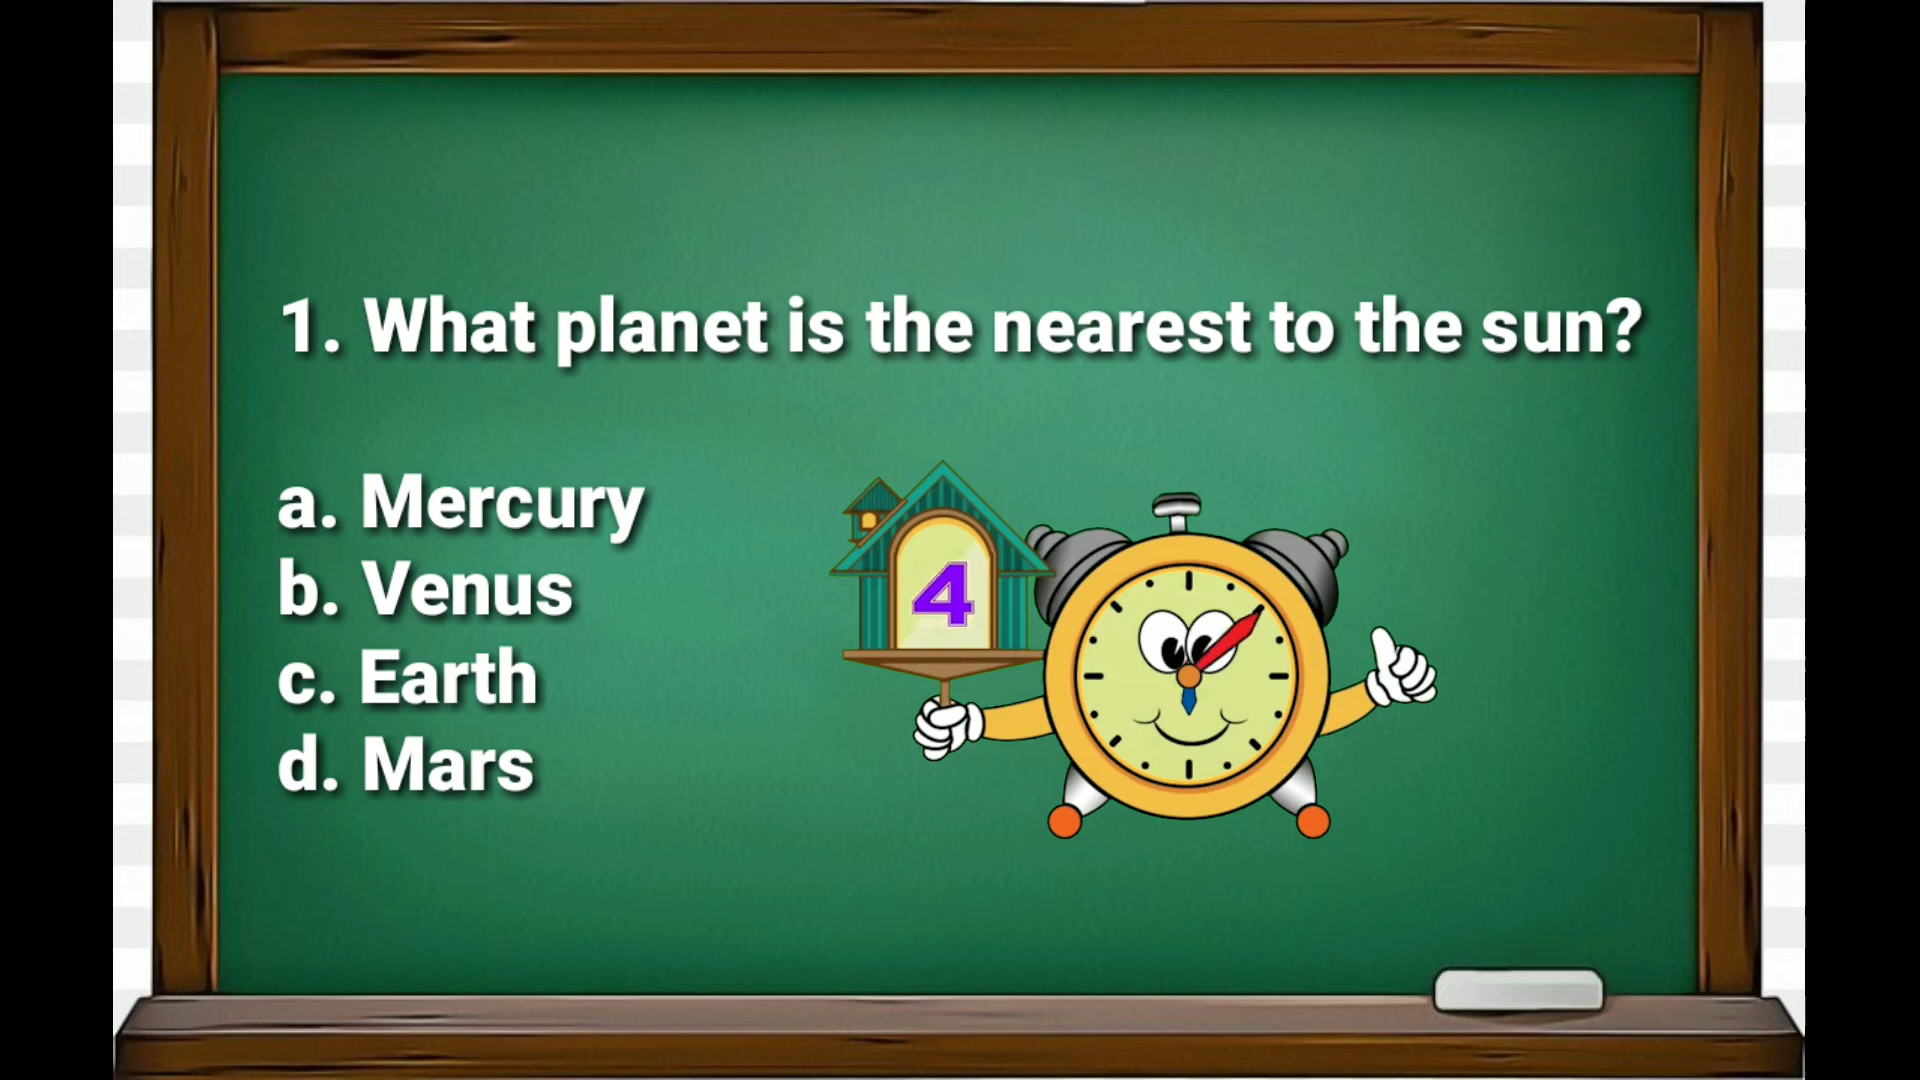 1. What planet is the nearest to the sun?
a. Mercury
b. Venus
c. Earth
d. Mars
4